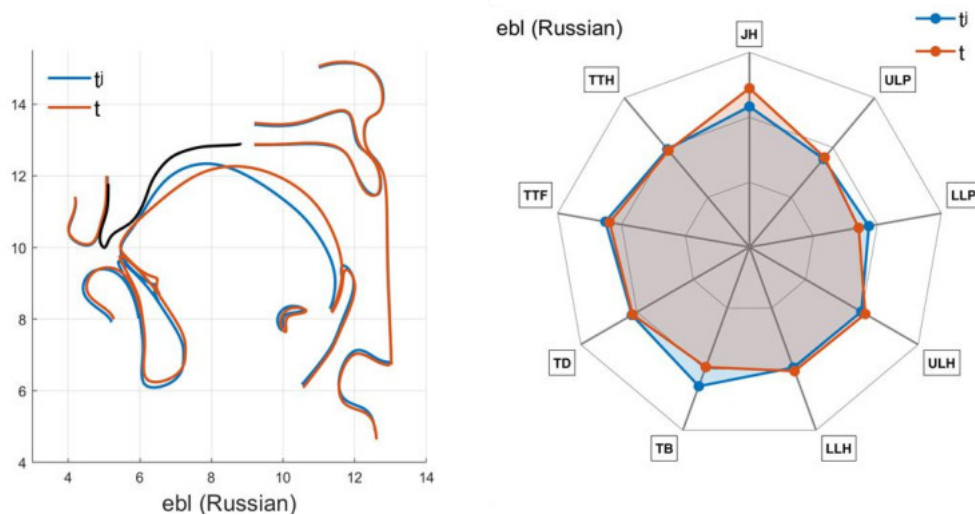 tʲ
t
14
12
10
8
6
4
4 6 8 10 12 14
ebl (Russian)
ebl (Russian)
tʲ
t
JH
ULP
LLP
ULH
LLH
TB
TD
TTF
TTH